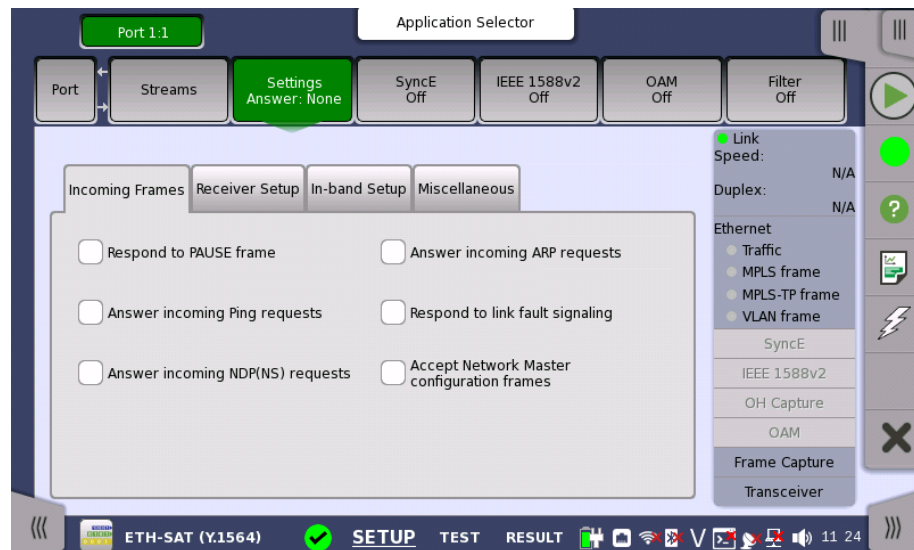 Port 1:1
Application Selector
Port
Streams
Settings
Answer: None
SyncE
Off
IEEE 1588v2
Off
OAM
Off
Filter
Off
Incoming Frames
Receiver Setup
In-band Setup
Miscellaneous
Respond to PAUSE frame
Answer incoming ARP requests
Answer incoming Ping requests
Respond to link fault signaling
Answer incoming NDP(NS) requests
Accept Network Master
configuration frames
Link
Speed:
N/A
Duplex:
N/A
Ethernet
Traffic
MPLS frame
MPLS-TP frame
VLAN frame
SyncE
IEEE 1588v2
OH Capture
OAM
Frame Capture
Transceiver
ETH-SAT (Y.1564)
SETUP
TEST
RESULT
11 24